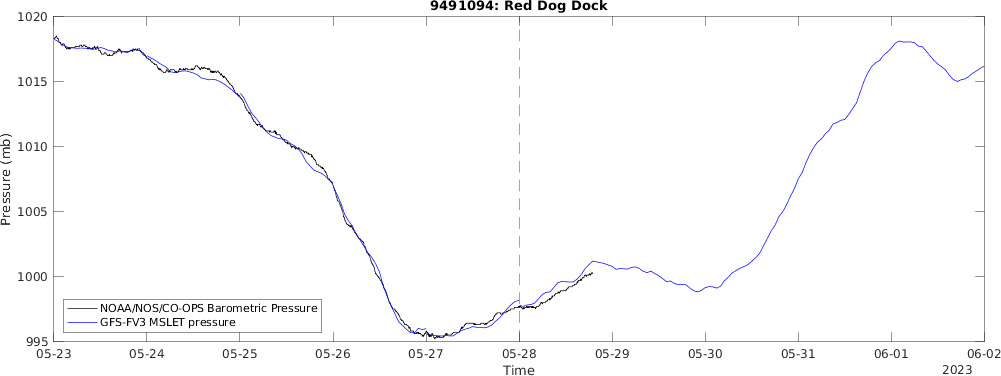 9491094: Red Dog Dock
1020
1015
1010
1005
1000
995
Pressure (mb)
NOAA/NOS/CO-OPS Barometric Pressure
GFS-FV3 MSLET pressure
05-23 05-24 05-25 05-26 05-27 05-28 05-29 05-30 05-31 06-01 06-02
Time
2023